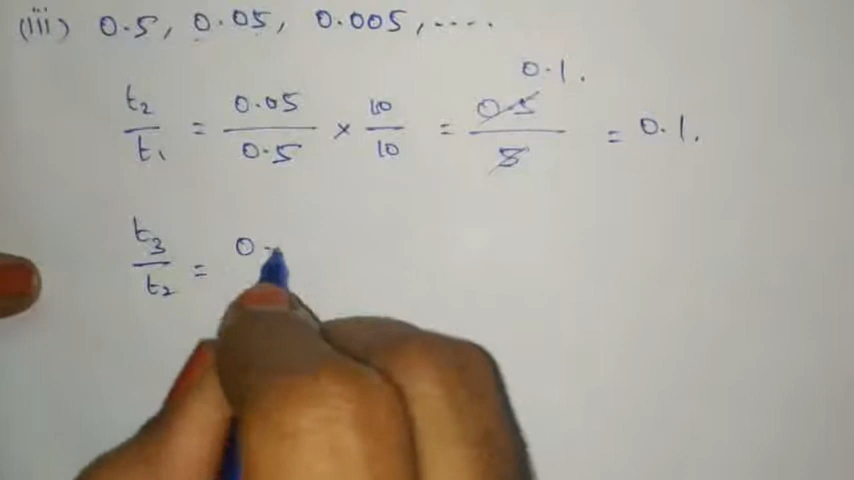 (iii) 0.5, 0.05, 0.005, ....
t₂/t₁ = 0.05/0.5 × 10/10 = 0.5/5 = 0.1.
0.1.
t₃/t₂ = 0.